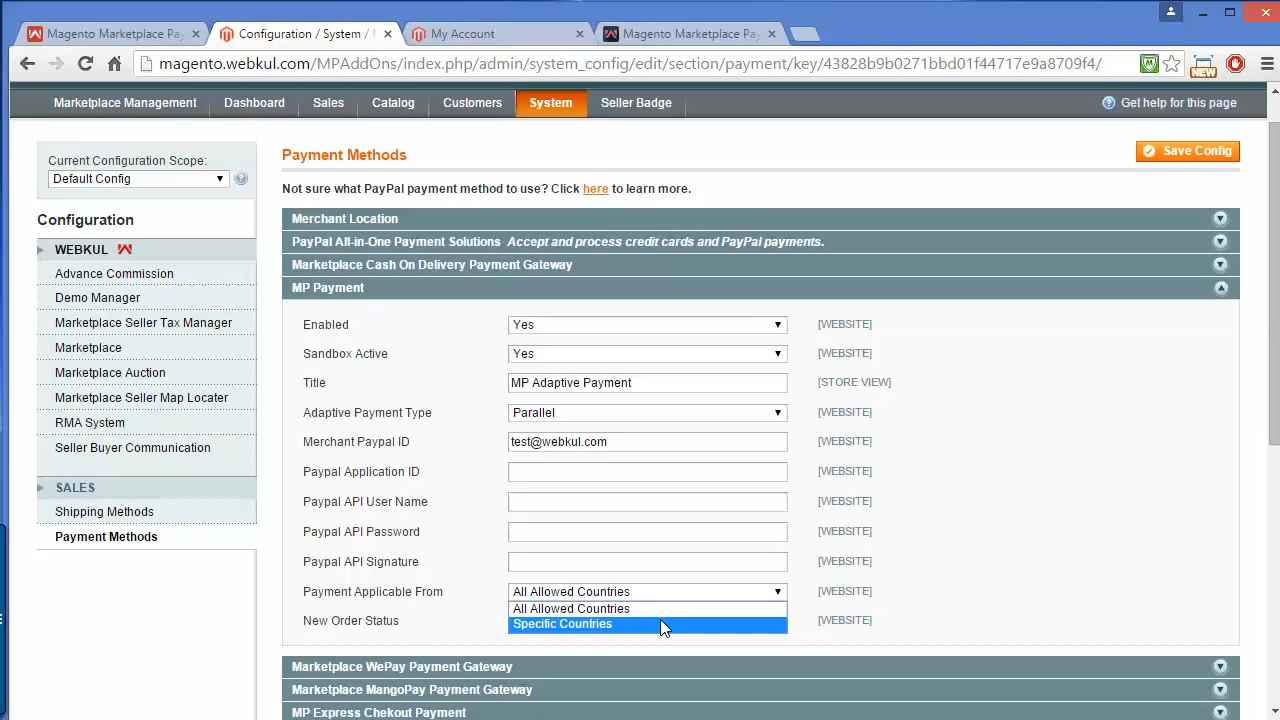 Magento Marketplace Pay
Configuration / System /
My Account
Magento Marketplace Pay
magento.webkul.com/MPAddOns/index.php/admin/system_config/edit/section/payment/key/43828b9b0271bbd01f44717e9a8709f4/
NEW
Marketplace Management
Dashboard
Sales
Catalog
Customers
System
Seller Badge
Get help for this page
Current Configuration Scope:
Default Config
Configuration
WEBKUL
Advance Commission
Demo Manager
Marketplace Seller Tax Manager
Marketplace
Marketplace Auction
Marketplace Seller Map Locater
RMA System
Seller Buyer Communication
SALES
Shipping Methods
Payment Methods
Payment Methods
Save Config
Not sure what PayPal payment method to use? Click here to learn more.
Merchant Location
PayPal All-in-One Payment Solutions Accept and process credit cards and PayPal payments.
Marketplace Cash On Delivery Payment Gateway
MP Payment
Enabled Yes [WEBSITE]
Sandbox Active Yes [WEBSITE]
Title MP Adaptive Payment [STORE VIEW]
Adaptive Payment Type Parallel [WEBSITE]
Merchant Paypal ID test@webkul.com [WEBSITE]
Paypal Application ID [WEBSITE]
Paypal API User Name [WEBSITE]
Paypal API Password [WEBSITE]
Paypal API Signature [WEBSITE]
Payment Applicable From All Allowed Countries [WEBSITE]
All Allowed Countries
Specific Countries
New Order Status [WEBSITE]
Marketplace WePay Payment Gateway
Marketplace MangoPay Payment Gateway
MP Express Chekout Payment